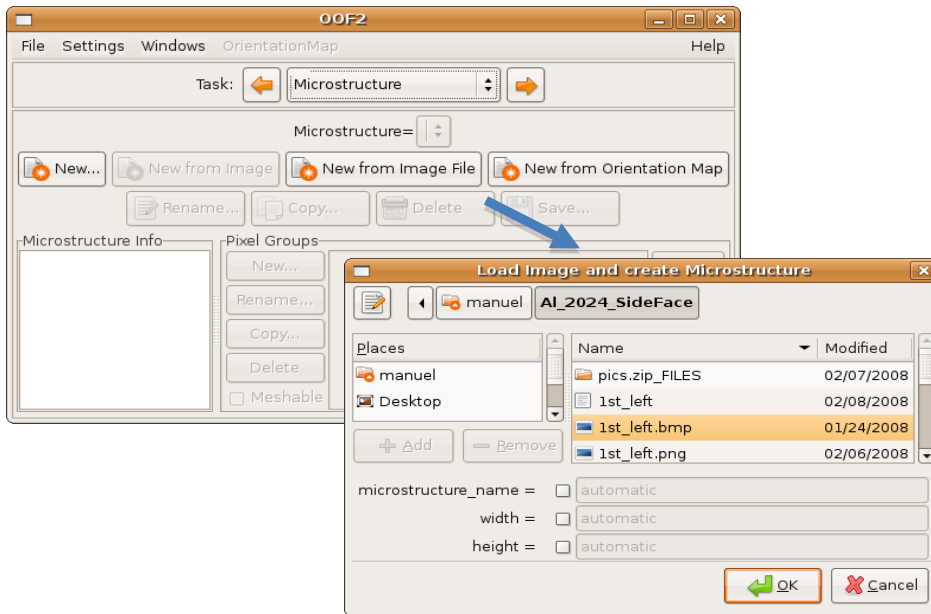 OOF2
File Settings Windows OrientationMap Help
Task: Microstructure
Microstructure=
New... New from Image New from Image File New from Orientation Map
Rename... Copy... Delete Save...
Microstructure Info Pixel Groups
New...
Rename...
Copy...
Delete
Meshable
Load Image and create Microstructure
manuel Al_2024_SideFace
Places
manuel
Desktop
Add Remove
Name Modified
pics.zip_FILES 02/07/2008
1st_left 02/08/2008
1st_left.bmp 01/24/2008
1st_left.png 02/06/2008
microstructure_name = automatic
width = automatic
height = automatic
OK Cancel